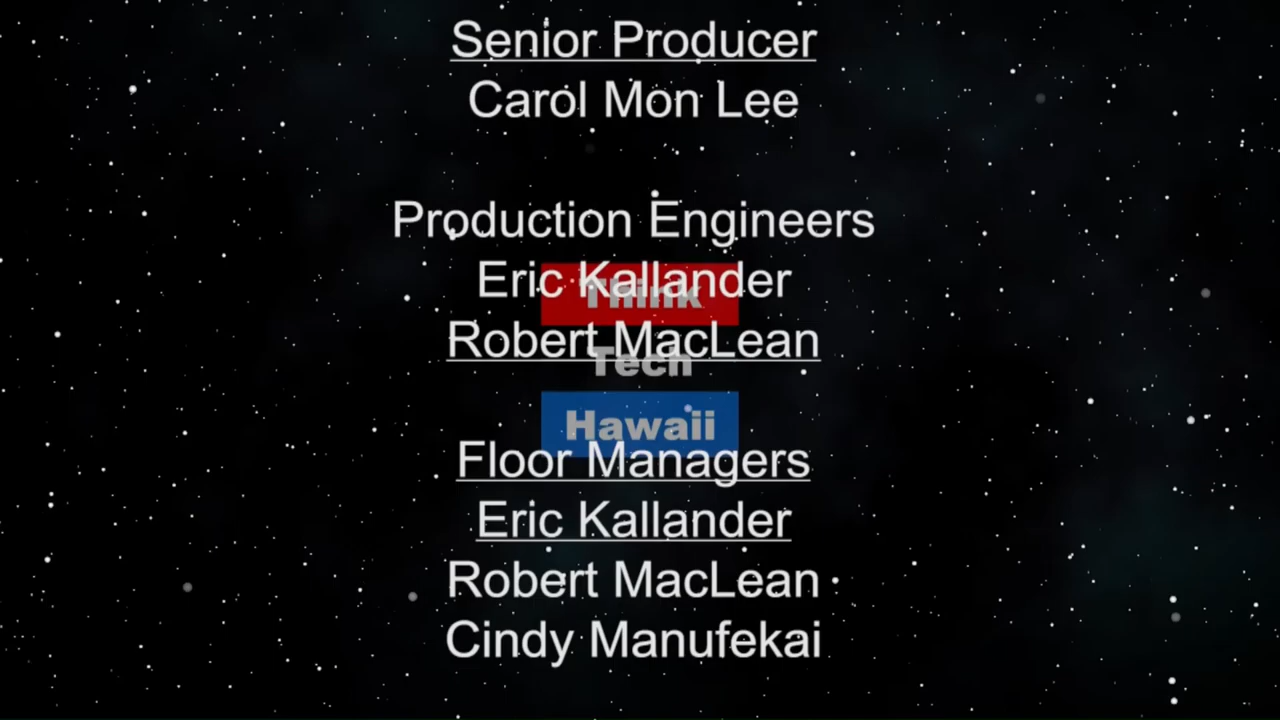 Senior Producer
Carol Mon Lee
Production Engineers
Eric Kallander
Think
Robert MacLean
Tech
Hawaii
Floor Managers
Eric Kallander
Robert MacLean
Cindy Manufekai